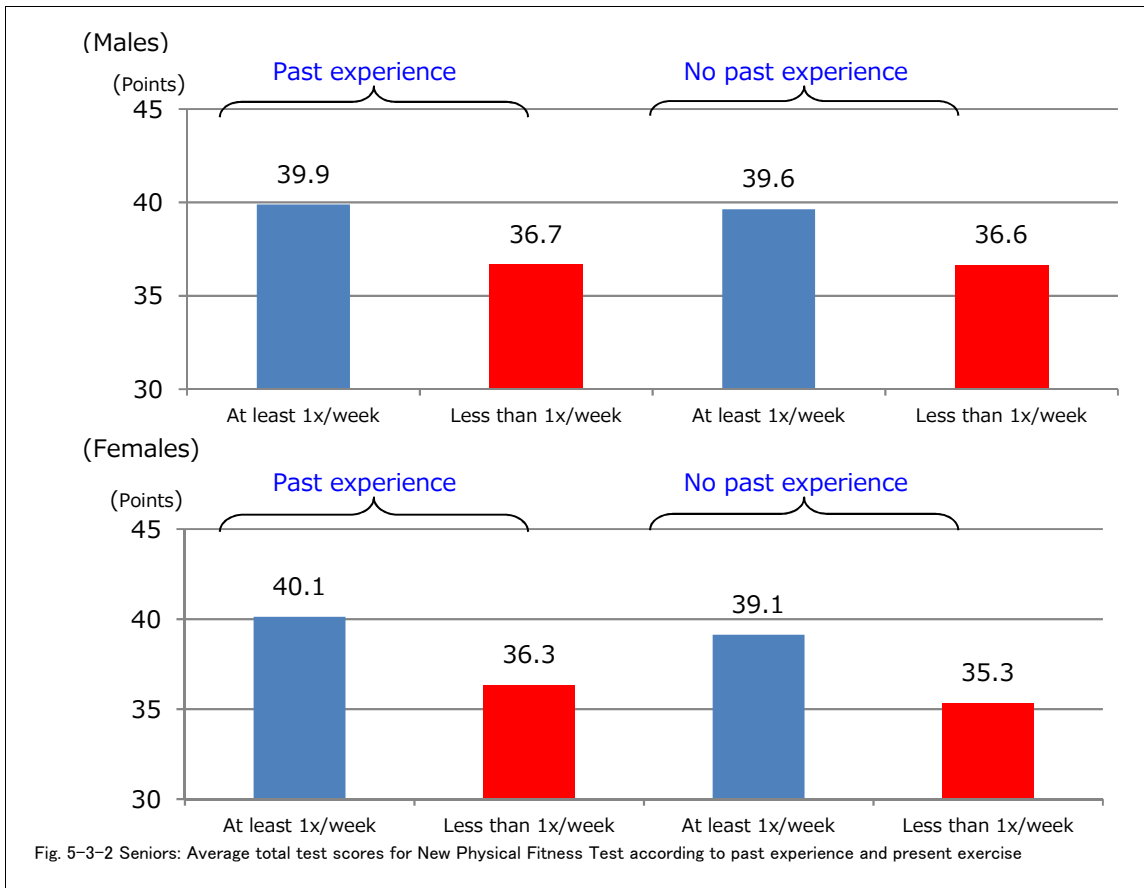 (Males)
(Points)
Past experience
No past experience
45
40
35
30
39.9
36.7
39.6
36.6
At least 1x/week
Less than 1x/week
At least 1x/week
Less than 1x/week
(Females)
(Points)
Past experience
No past experience
45
40
35
30
40.1
36.3
39.1
35.3
At least 1x/week
Less than 1x/week
At least 1x/week
Less than 1x/week
Fig. 5-3-2 Seniors: Average total test scores for New Physical Fitness Test according to past experience and present exercise